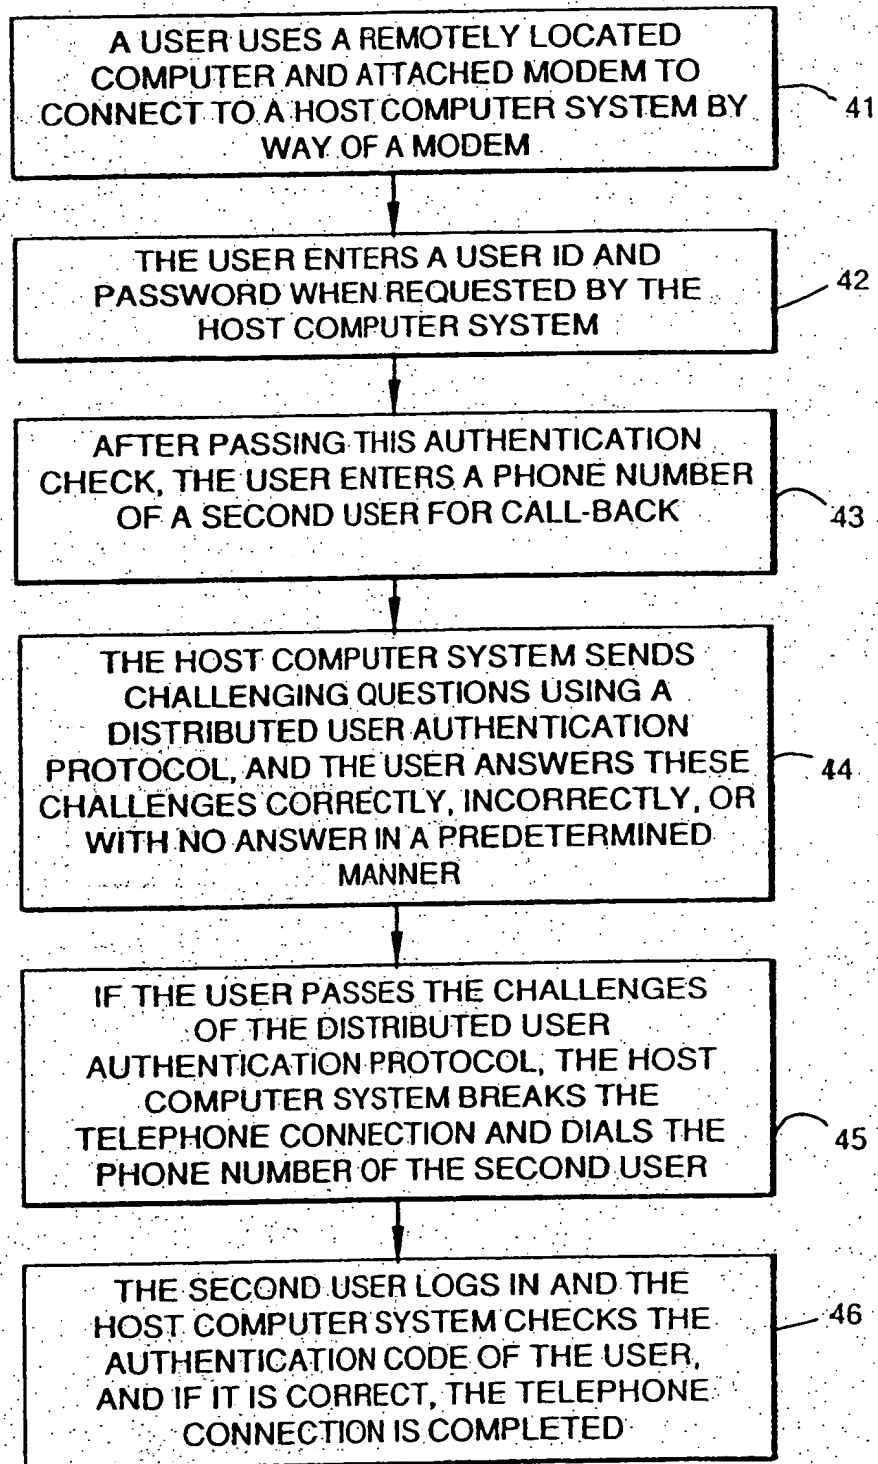 A USER USES A REMOTELY LOCATED
COMPUTER AND ATTACHED MODEM TO
CONNECT TO A HOST COMPUTER SYSTEM BY
WAY OF A MODEM
41
THE USER ENTERS A USER ID AND
PASSWORD WHEN REQUESTED BY THE
HOST COMPUTER SYSTEM
42
AFTER PASSING THIS AUTHENTICATION
CHECK, THE USER ENTERS A PHONE NUMBER
OF A SECOND USER FOR CALL-BACK
43
THE HOST COMPUTER SYSTEM SENDS
CHALLENGING QUESTIONS USING A
DISTRIBUTED USER AUTHENTICATION
PROTOCOL, AND THE USER ANSWERS THESE
CHALLENGES CORRECTLY, INCORRECTLY, OR
WITH NO ANSWER IN A PREDETERMINED
MANNER
44
IF THE USER PASSES THE CHALLENGES
OF THE DISTRIBUTED USER
AUTHENTICATION PROTOCOL, THE HOST
COMPUTER SYSTEM BREAKS THE
TELEPHONE CONNECTION AND DIALS THE
PHONE NUMBER OF THE SECOND USER
45
THE SECOND USER LOGS IN AND THE
HOST COMPUTER SYSTEM CHECKS THE
AUTHENTICATION CODE OF THE USER,
AND IF IT IS CORRECT, THE TELEPHONE
CONNECTION IS COMPLETED
46